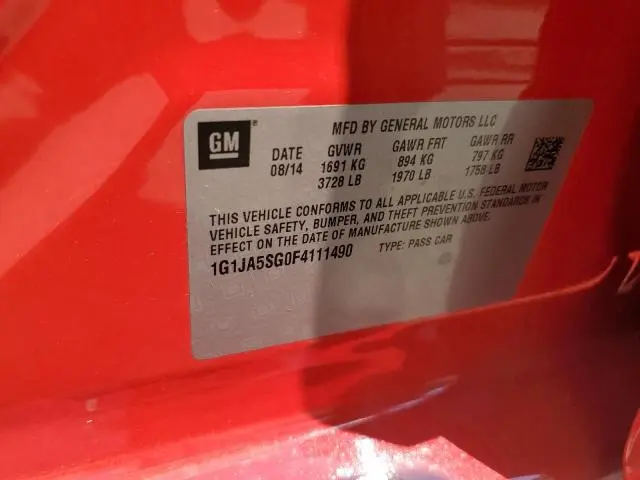 GM
MFD BY GENERAL MOTORS LLC
DATE GVWR GAWR FRT GAWR RR
08/14 1691 KG 894 KG 797 KG
3728 LB 1970 LB 1758 LB
THIS VEHICLE CONFORMS TO ALL APPLICABLE U.S. FEDERAL MOTOR
VEHICLE SAFETY, BUMPER, AND THEFT PREVENTION STANDARDS IN
EFFECT ON THE DATE OF MANUFACTURE SHOWN ABOVE.
1G1JA5SG0F4111490 TYPE: PASS CAR